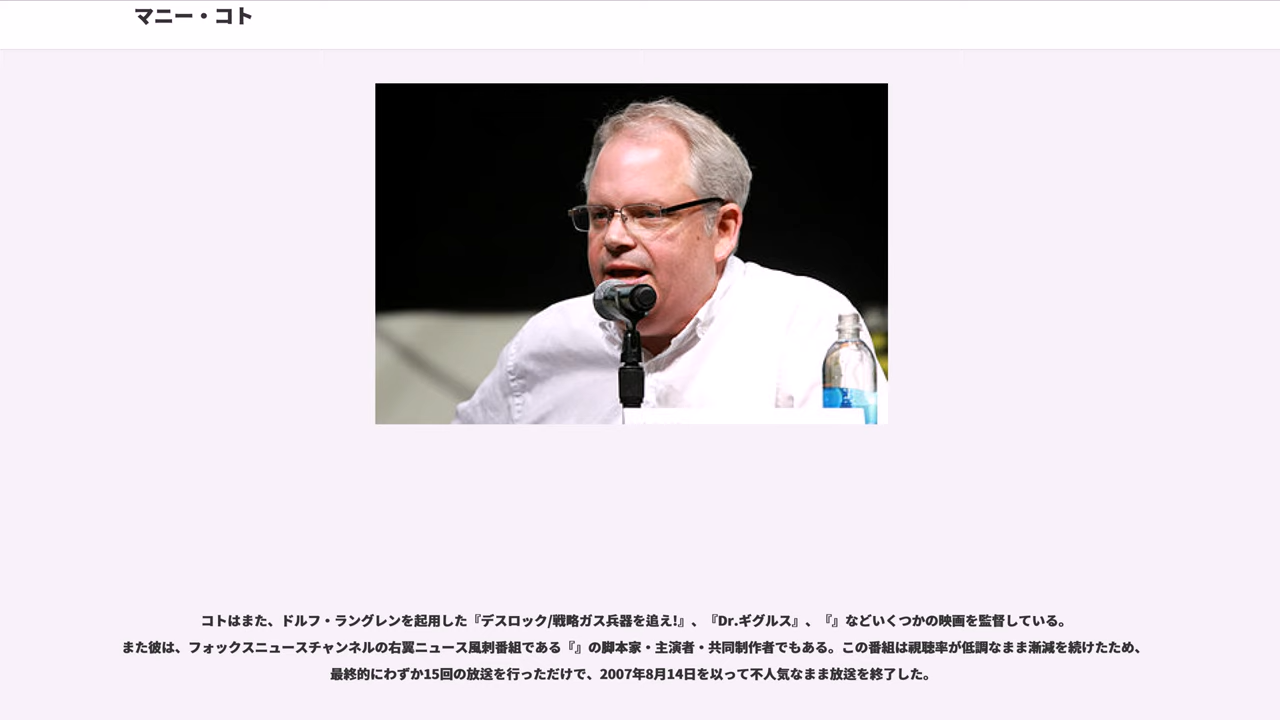 マニー・コト
コトはまた、ドルフ・ラングレンを起用した『デスロック/戦略ガス兵器を追え!』、『Dr.ギグルス』、『』などいくつかの映画を監督している。
また彼は、フォックスニュースチャンネルの右翼ニュース風刺番組である『』の脚本家・主演者・共同制作者でもある。この番組は視聴率が低調なまま漸減を続けたため、
最終的にわずか15回の放送を行っただけで、2007年8月14日を以って不人気なまま放送を終了した。